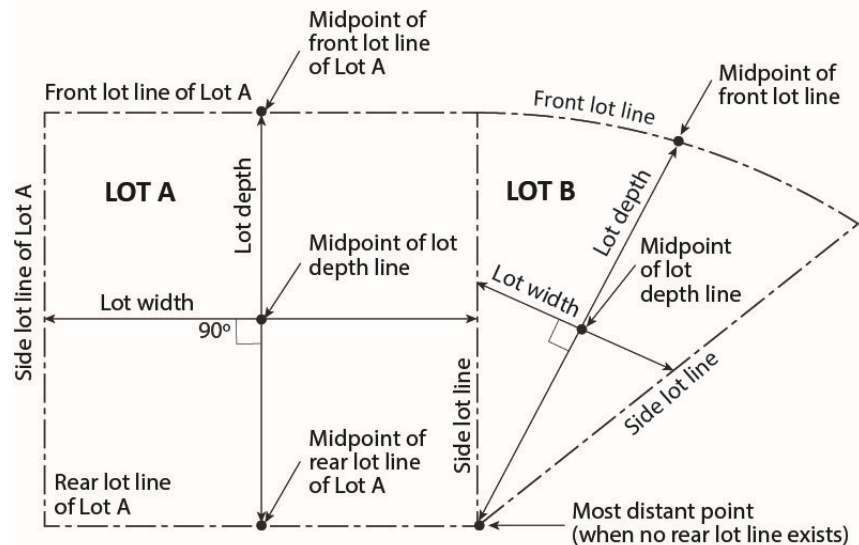 Midpoint of
front lot line
of Lot A
Front lot line of Lot A
Midpoint of
front lot line
Front lot line
LOT A
LOT B
Side lot line of Lot A
Lot depth
Lot depth
Midpoint of lot
depth line
Midpoint
of lot
depth line
Lot width
Lot width
90º
Side lot line
Side lot line
Midpoint of
rear lot line
of Lot A
Rear lot line
of Lot A
Most distant point
(when no rear lot line exists)